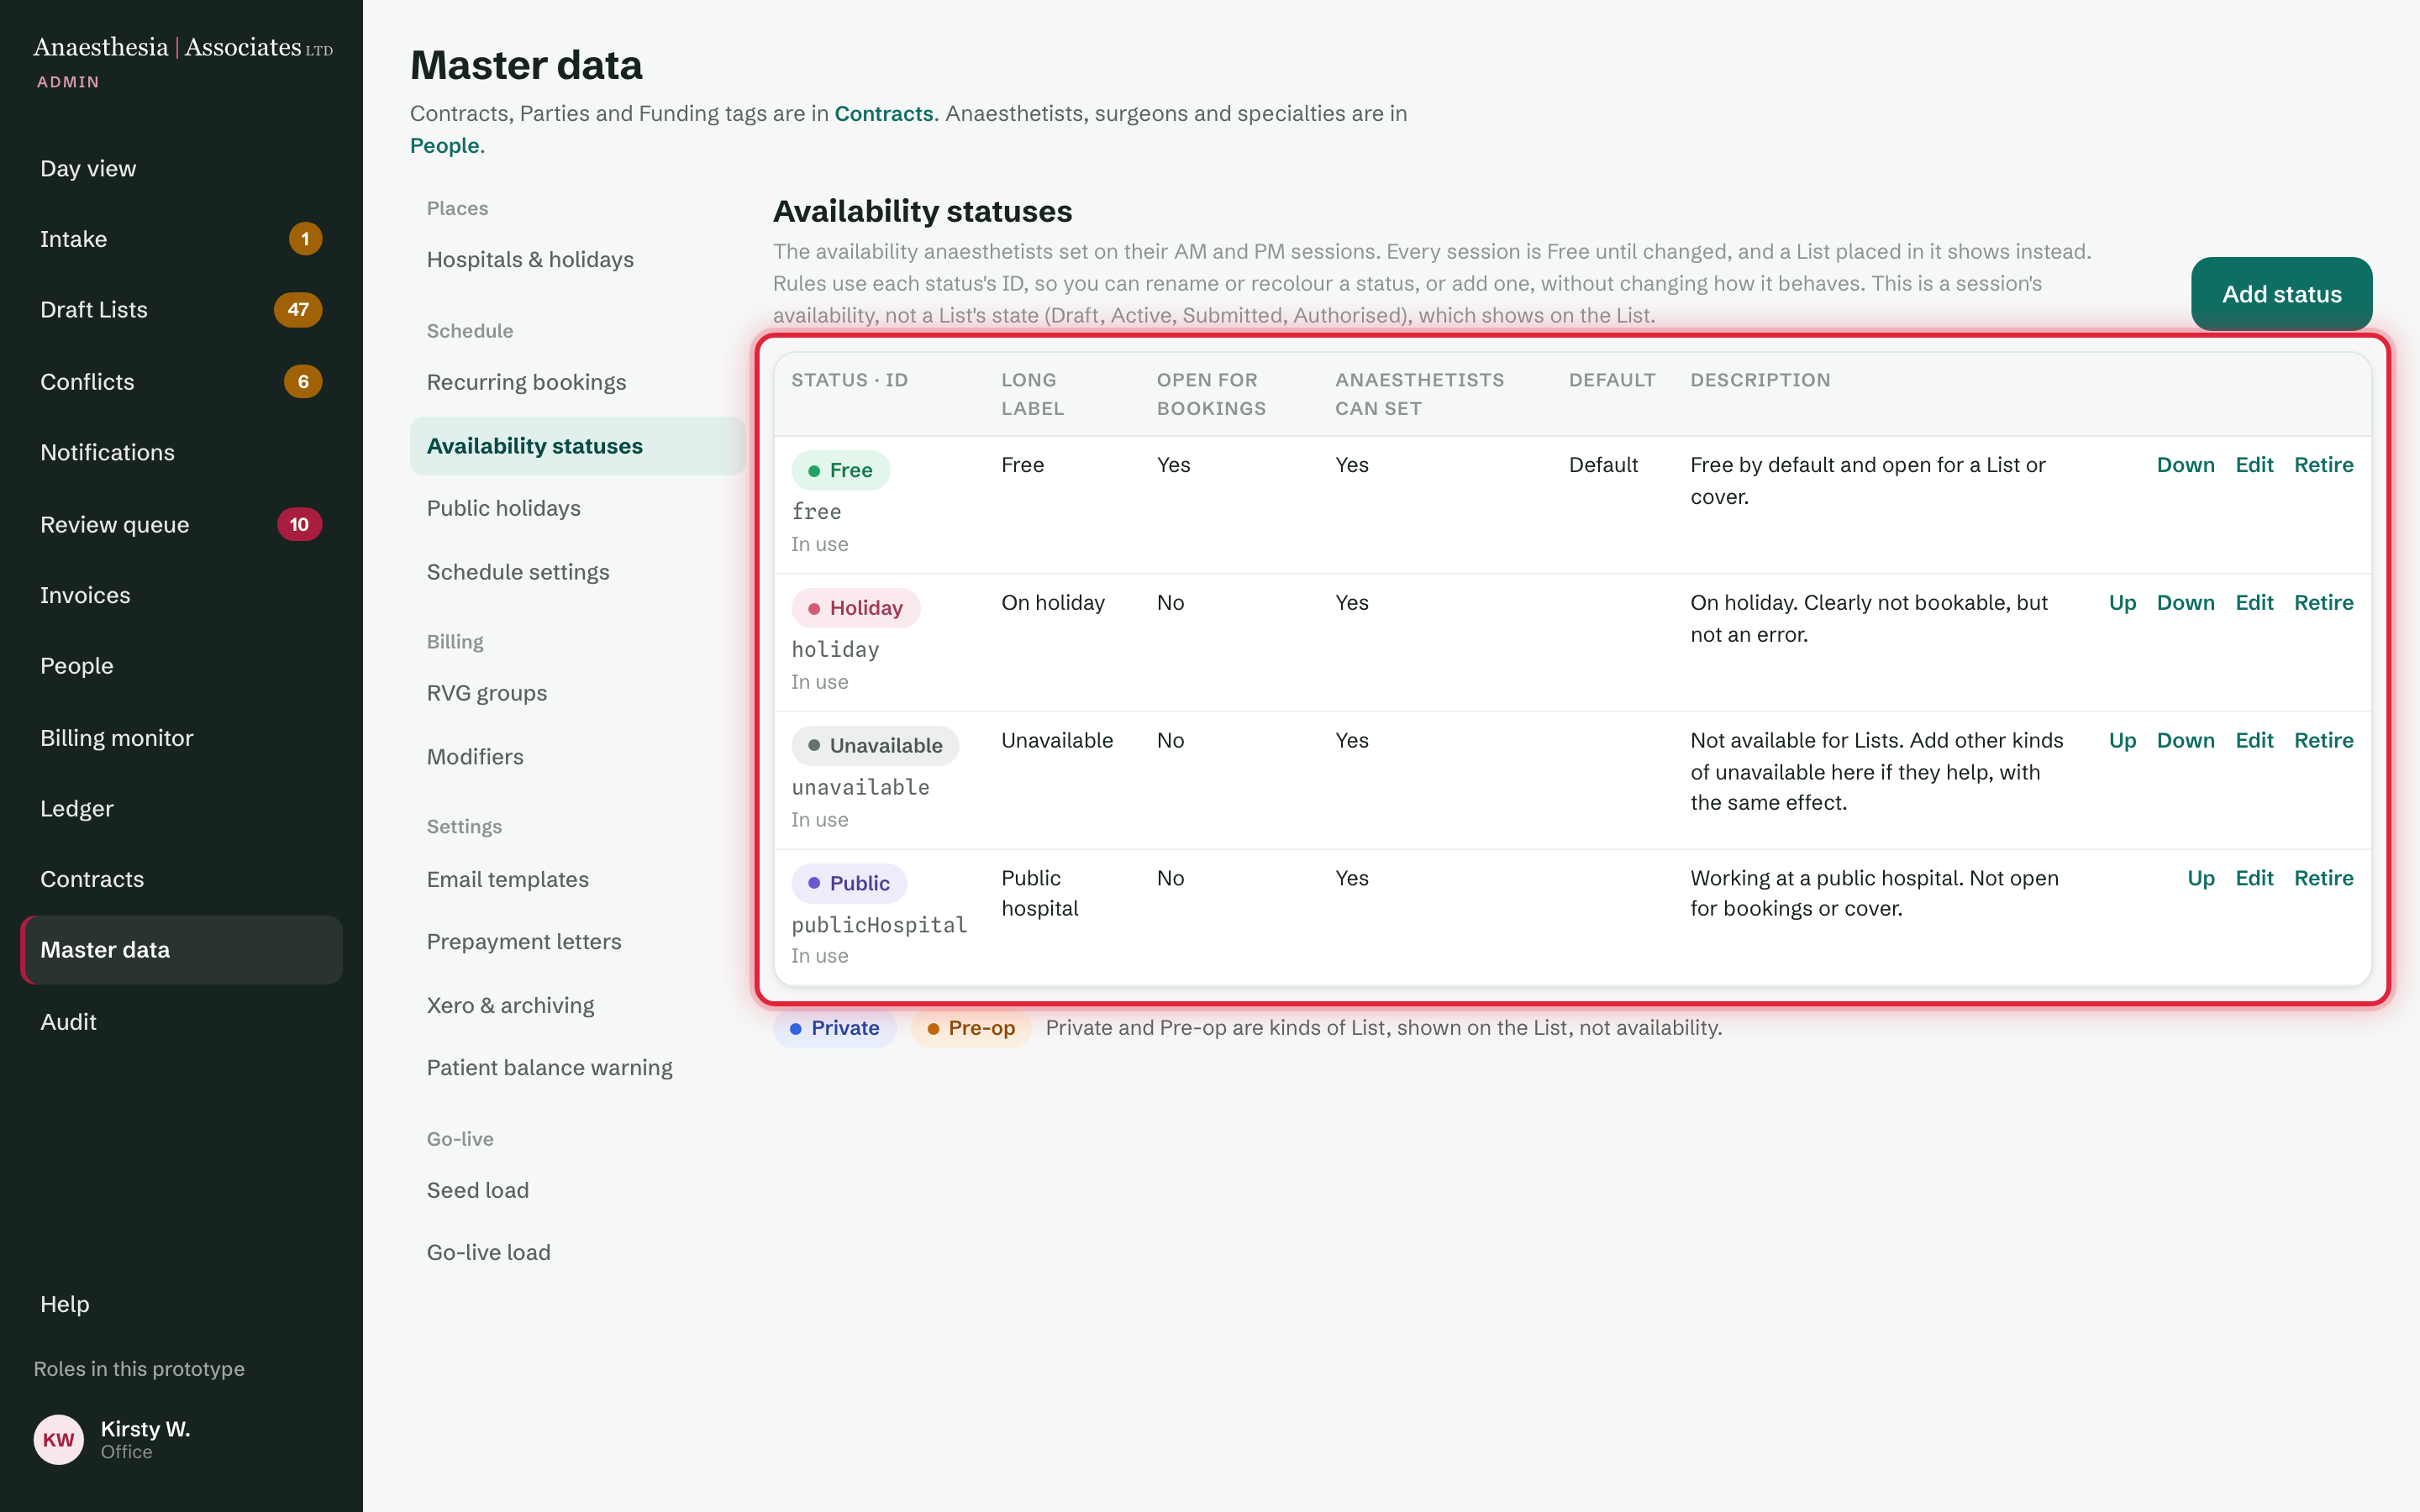 Anaesthesia | Associates LTD
ADMIN
Day view
Intake 1
Draft Lists 47
Conflicts 6
Notifications
Review queue 10
Invoices
People
Billing monitor
Ledger
Contracts
Master data
Audit
Help
Roles in this prototype
KW Kirsty W.
Office
Master data
Contracts, Parties and Funding tags are in Contracts. Anaesthetists, surgeons and specialties are in
People.
Places
Hospitals & holidays
Schedule
Recurring bookings
Availability statuses
Public holidays
Schedule settings
Billing
RVG groups
Modifiers
Settings
Email templates
Prepayment letters
Xero & archiving
Patient balance warning
Go-live
Seed load
Go-live load
Availability statuses
The availability anaesthetists set on their AM and PM sessions. Every session is Free until changed, and a List placed in it shows instead.
Rules use each status's ID, so you can rename or recolour a status, or add one, without changing how it behaves. This is a session's
availability, not a List's state (Draft, Active, Submitted, Authorised), which shows on the List.
Add status
STATUS · ID
LONG
LABEL
OPEN FOR
BOOKINGS
ANAESTHETISTS
CAN SET
DEFAULT
DESCRIPTION
Free
free
In use
Free
Yes
Yes
Default
Free by default and open for a List or
cover.
Down Edit Retire
Holiday
holiday
In use
On holiday
No
Yes
On holiday. Clearly not bookable, but
not an error.
Up Down Edit Retire
Unavailable
unavailable
In use
Unavailable
No
Yes
Not available for Lists. Add other kinds
of unavailable here if they help, with
the same effect.
Up Down Edit Retire
Public
publicHospital
In use
Public
hospital
No
Yes
Working at a public hospital. Not open
for bookings or cover.
Up Edit Retire
Private Pre-op Private and Pre-op are kinds of List, shown on the List, not availability.